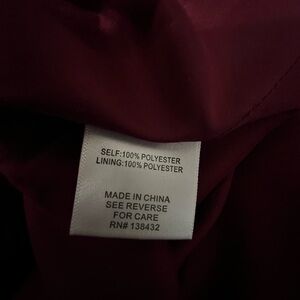 SELF:100% POLYESTER
LINING:100% POLYESTER
MADE IN CHINA
SEE REVERSE
FOR CARE
RN# 138432